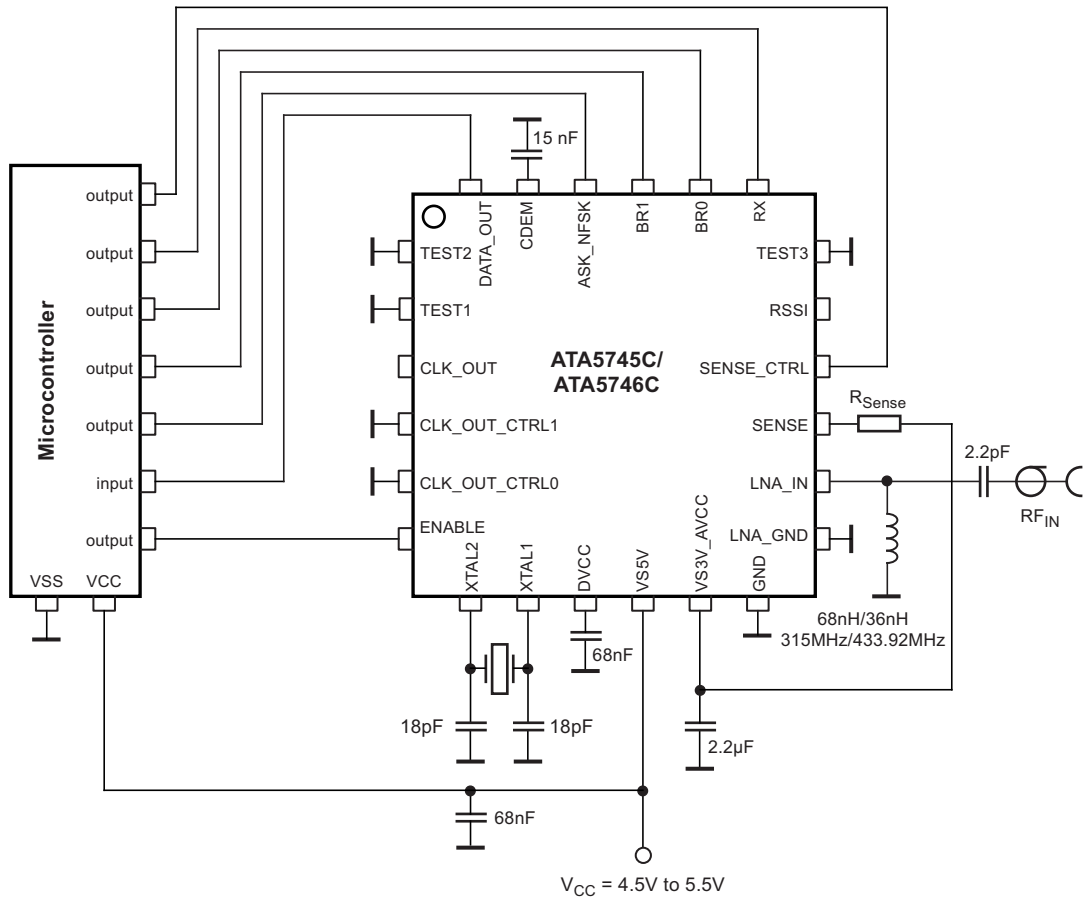 Microcontroller
output
output
output
output
output
input
output
VSS
VCC
15 nF
DATA_OUT
CDEM
ASK_NFSK
BR1
BR0
RX
TEST2
TEST1
CLK_OUT
CLK_OUT_CTRL1
CLK_OUT_CTRL0
ENABLE
ATA5745C/
ATA5746C
TEST3
RSSI
SENSE_CTRL
SENSE
LNA_IN
LNA_GND
XTAL2
XTAL1
DVCC
VS5V
VS3V_AVCC
GND
RSense
2.2pF
RFIN
68nH/36nH
315MHz/433.92MHz
68nF
18pF
18pF
2.2µF
68nF
VCC = 4.5V to 5.5V